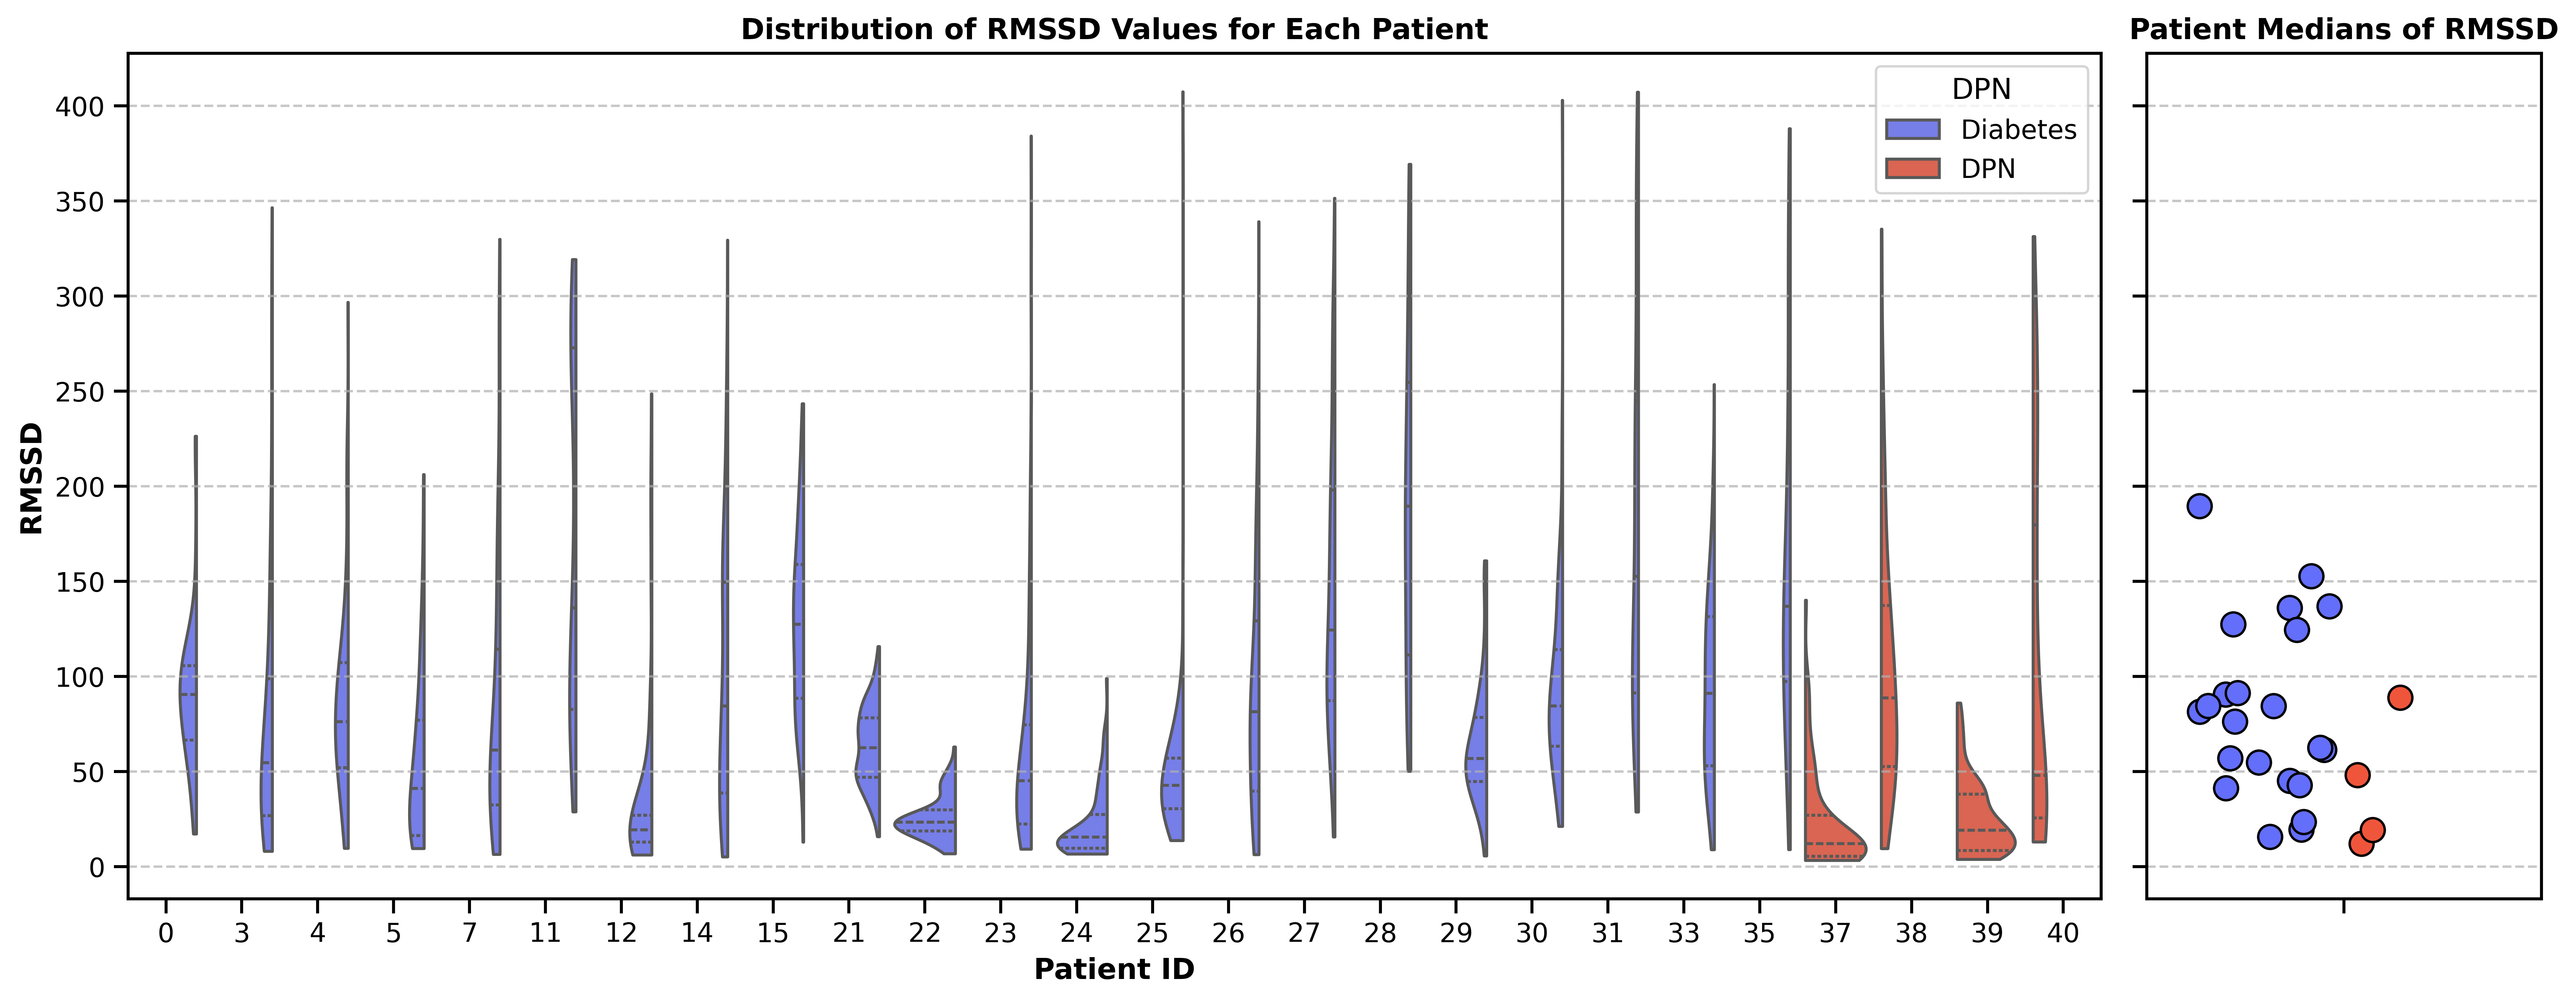 Distribution of RMSSD Values for Each Patient
Patient Medians of RMSSD
DPN
Diabetes
DPN
RMSSD
400
350
300
250
200
150
100
50
0
0 3 4 5 7 11 12 14 15 21 22 23 24 25 26 27 28 29 30 31 33 35 37 38 39 40
Patient ID